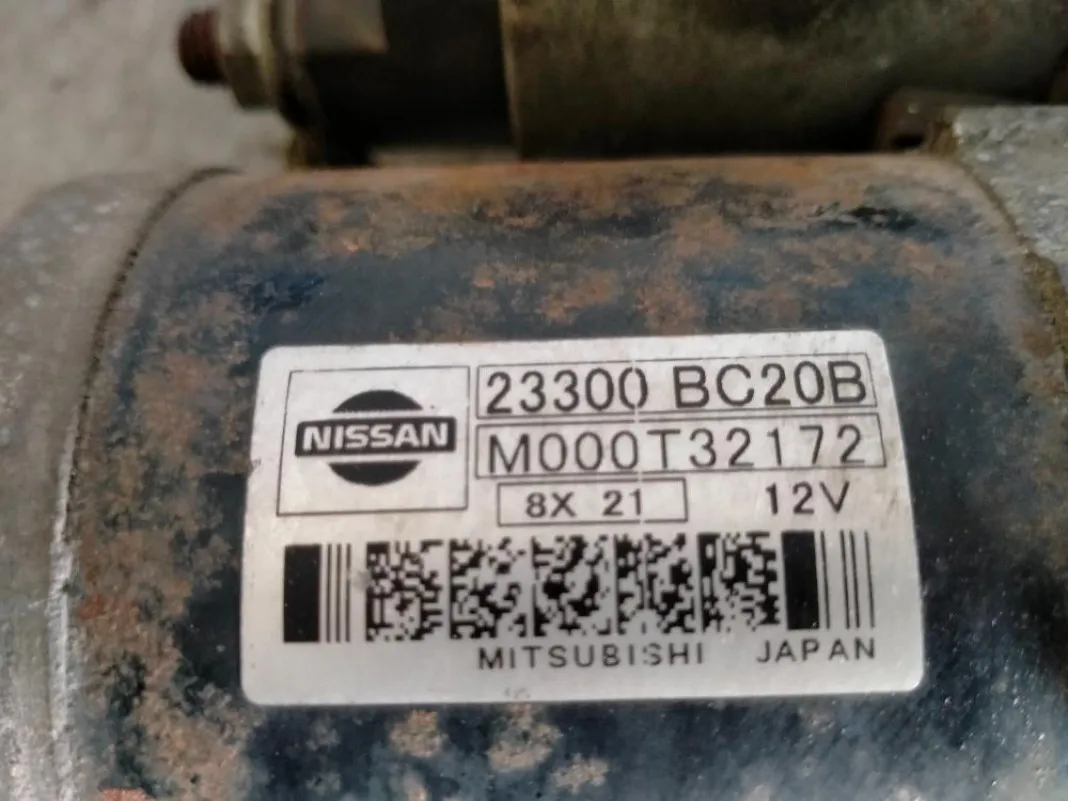 NISSAN
23300 BC20B
M000T32172
8X 21 12V
MITSUBISHI JAPAN